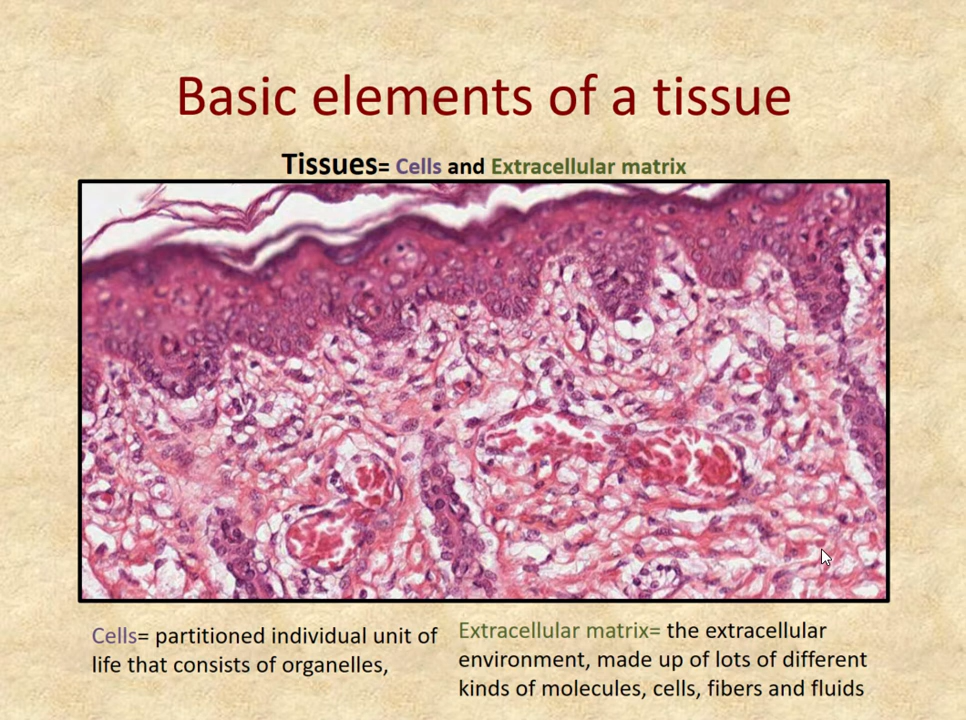 Basic elements of a tissue
Tissues= Cells and Extracellular matrix
Cells= partitioned individual unit of
life that consists of organelles,
Extracellular matrix= the extracellular
environment, made up of lots of different
kinds of molecules, cells, fibers and fluids